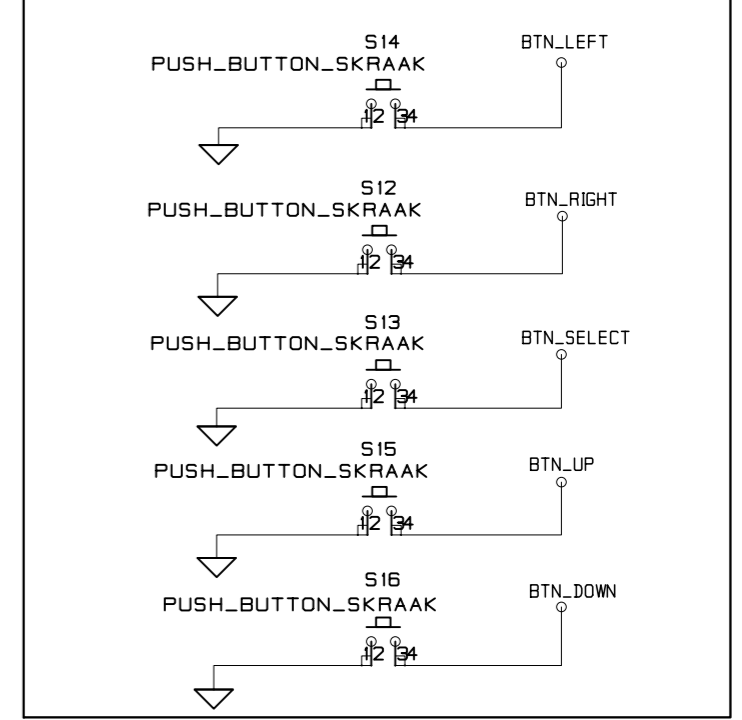 S14 BTN_LEFT
PUSH_BUTTON_SKRAAK
12 34
S12
BTN_RIGHT
PUSH_BUTTON_SKRAAK
12 34
S13
BTN_SELECT
PUSH_BUTTON_SKRAAK
12 34
S15
BTN_UP
PUSH_BUTTON_SKRAAK
12 34
S16
BTN_DOWN
PUSH_BUTTON_SKRAAK
12 34